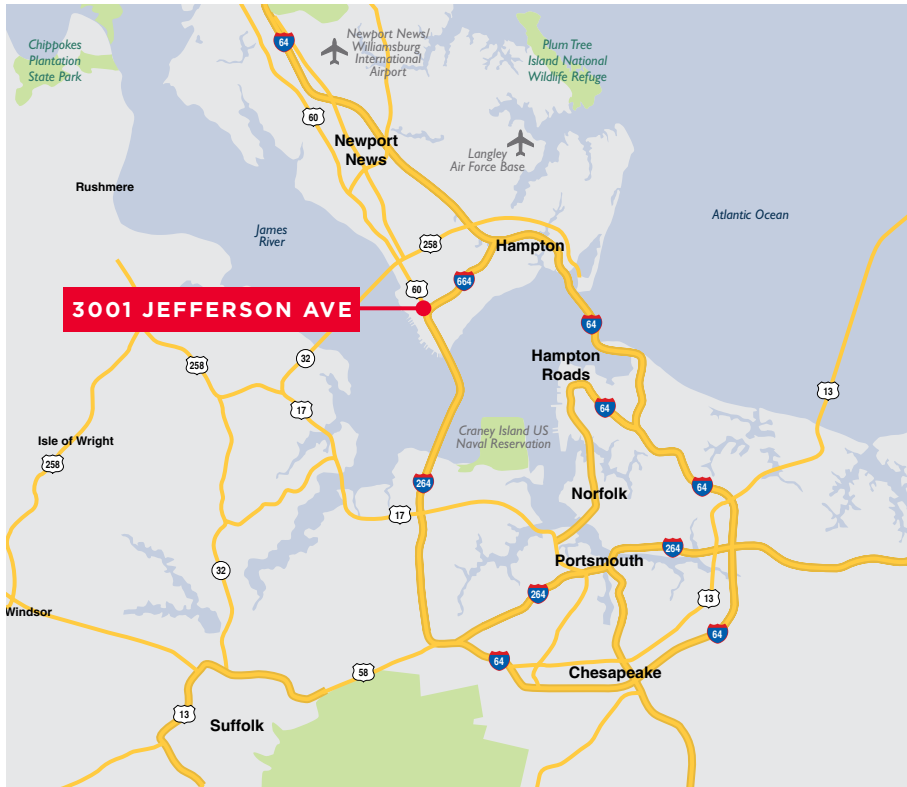 64
Newport News/
Williamsburg
International
Airport
Chippokes
Plantation
State Park
Plum Tree
Island National
Wildlife Refuge
60
Newport
News
Langley
Air Force Base
Rushmere
James
River
Atlantic Ocean
258
Hampton
664
60
3001 JEFFERSON AVE
64
32
258
Hampton
Roads
13
17
64
Isle of Wright
Craney Island US
Naval Reservation
258
264
64
Norfolk
17
264
Portsmouth
32
264
13
Windsor
64
64
58
Chesapeake
13
Suffolk